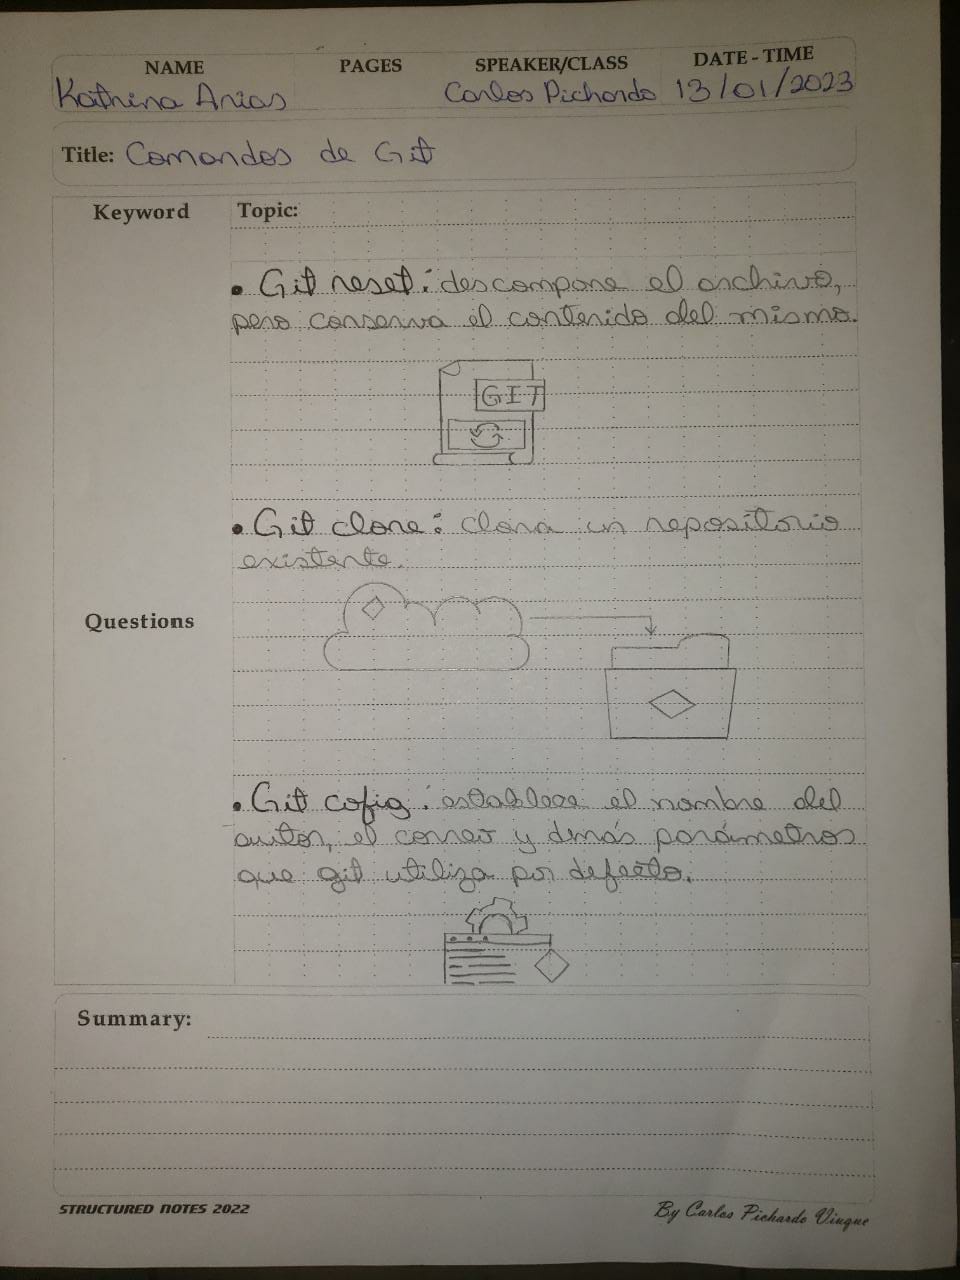 NAME PAGES SPEAKER/CLASS DATE - TIME
Katrina Arias Carlos Pichardo 13/01/2023
Title: Comandos de Git
Keyword Topic:
• Git reset: descompone el archivo,
pero conserva el contenido del mismo.
GIT
• Git clone: clona un repositorio
existente.
Questions
• Git cofig: establece el nombre del
autor, el correo y demás parámetros
que git utiliza por defecto.
Summary:
STRUCTURED NOTES 2022 By Carlos Pichardo Viuque